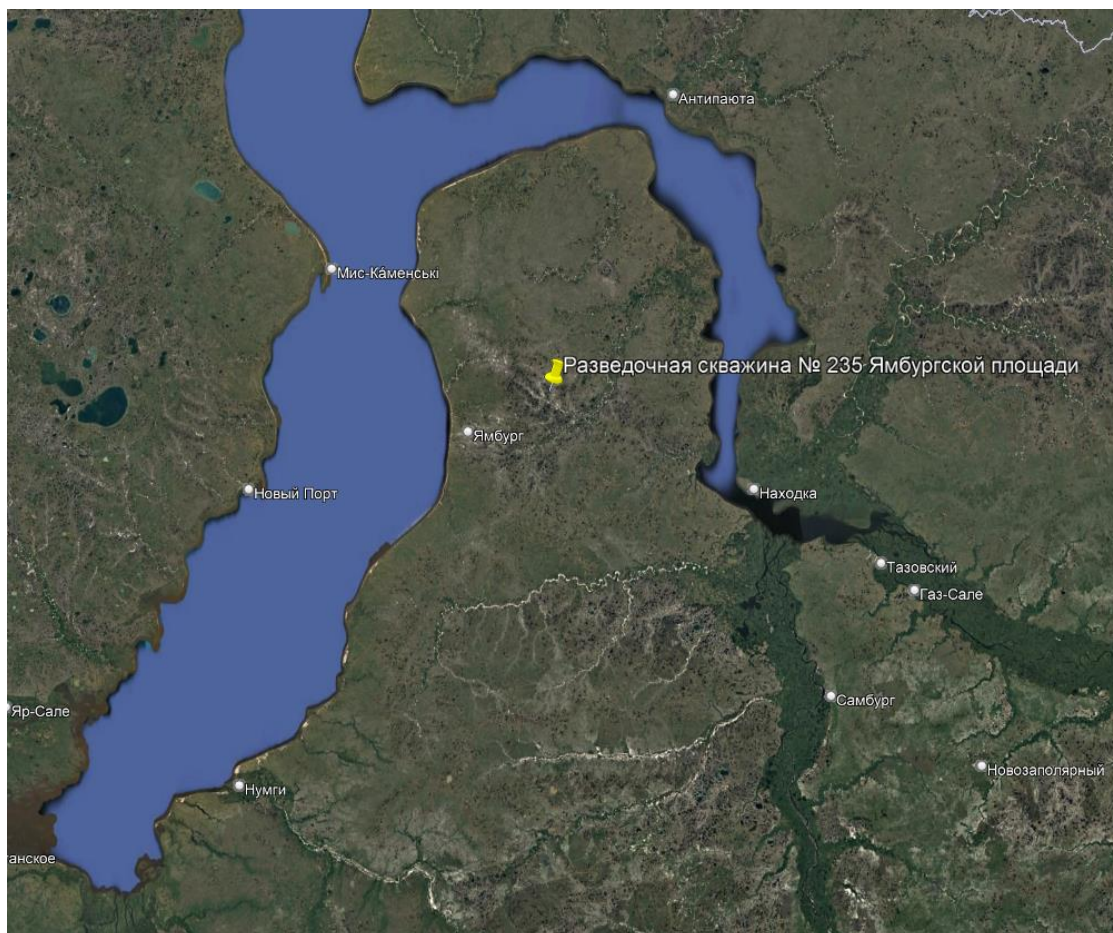 Антипаюта
Мис-Ка́менські
Разведочная скважина № 235 Ямбургской площади
Ямбург
Новый Порт
Находка
Тазовский
Газ-Сале
Самбург
Яр-Сале
Новозаполярный
Нумги
анское